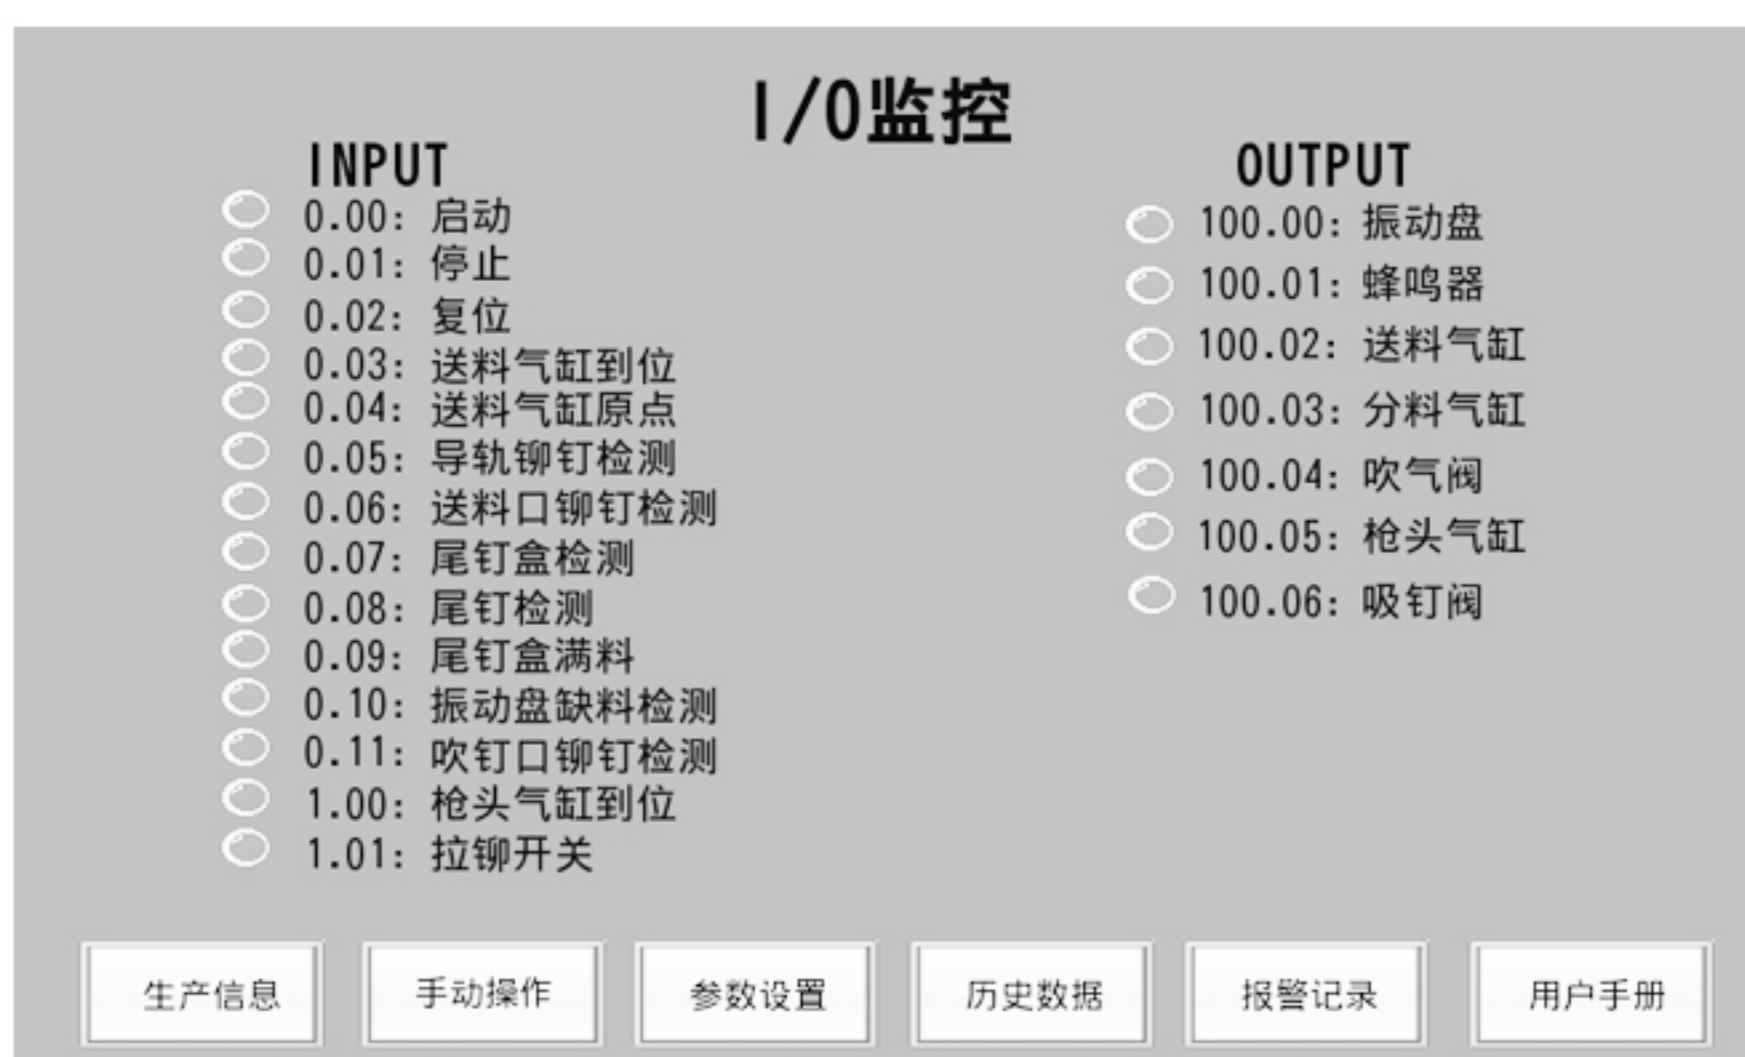 I/O监控
INPUT
0.00: 启动
0.01: 停止
0.02: 复位
0.03: 送料气缸到位
0.04: 送料气缸原点
0.05: 导轨铆钉检测
0.06: 送料口铆钉检测
0.07: 尾钉盒检测
0.08: 尾钉检测
0.09: 尾钉盒满料
0.10: 振动盘缺料检测
0.11: 吹钉口铆钉检测
1.00: 枪头气缸到位
1.01: 拉铆开关
OUTPUT
100.00: 振动盘
100.01: 蜂鸣器
100.02: 送料气缸
100.03: 分料气缸
100.04: 吹气阀
100.05: 枪头气缸
100.06: 吸钉阀
生产信息
手动操作
参数设置
历史数据
报警记录
用户手册